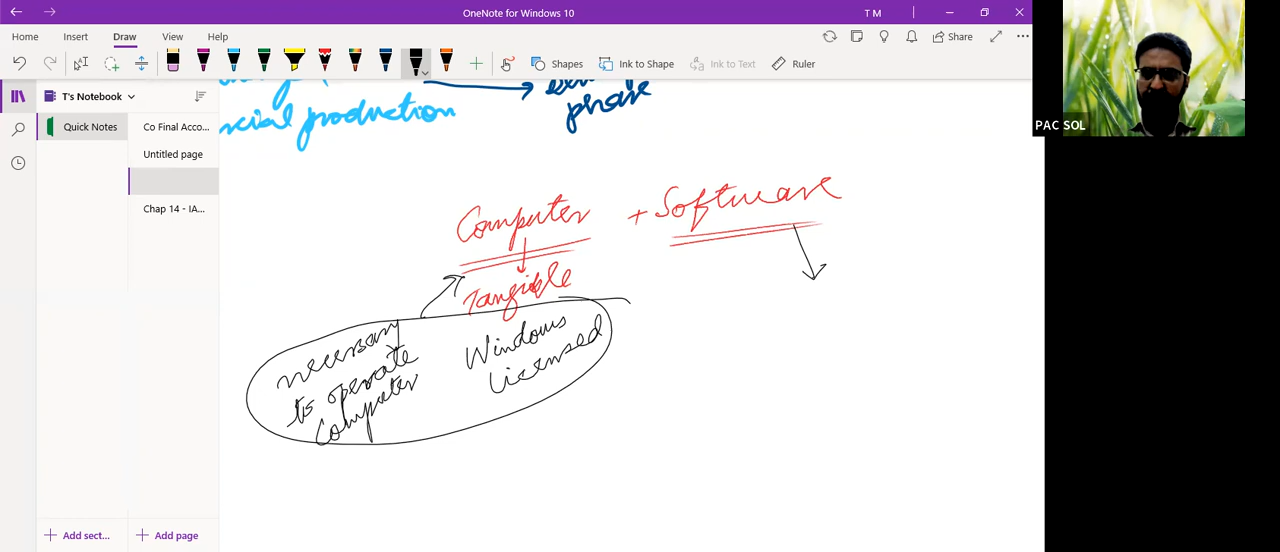 OneNote for Windows 10
T M
Home
Insert
Draw
View
Help
Share
Shapes
Ink to Shape
Ink to Text
Ruler
T's Notebook
Quick Notes
Co Final Acco...
Untitled page
Chap 14 - IA...
Add sect...
Add page
PAC SOL
phase
cial production
Computer + Software
Tangible
necessary
to operate
Computer
Windows
Licensed